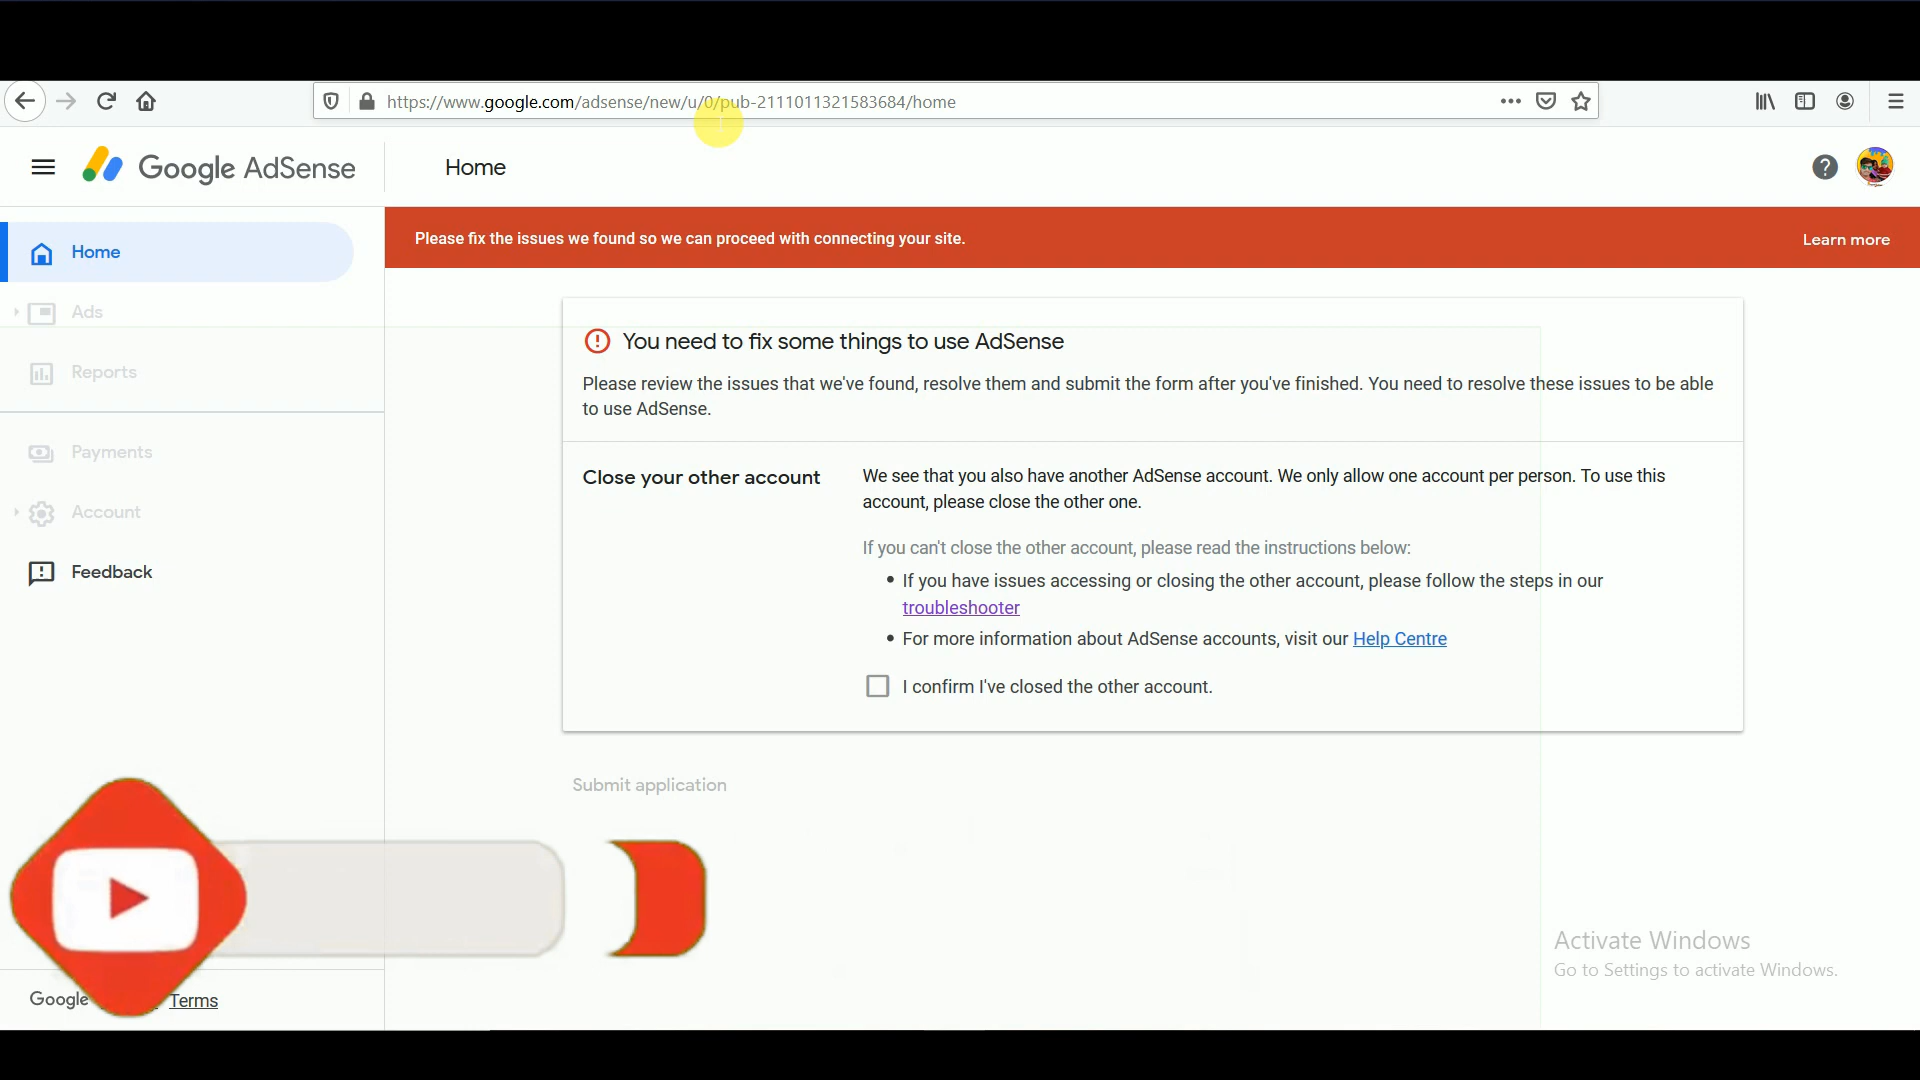 https://www.google.com/adsense/new/u/0/pub-2111011321583684/home
Google AdSense
Home
Home
Please fix the issues we found so we can proceed with connecting your site.
Learn more
Ads
Reports
Payments
Account
Feedback
You need to fix some things to use AdSense
Please review the issues that we've found, resolve them and submit the form after you've finished. You need to resolve these issues to be able
to use AdSense.
Close your other account
We see that you also have another AdSense account. We only allow one account per person. To use this
account, please close the other one.
If you can't close the other account, please read the instructions below:
• If you have issues accessing or closing the other account, please follow the steps in our
troubleshooter
• For more information about AdSense accounts, visit our Help Centre
I confirm I've closed the other account.
Submit application
Activate Windows
Go to Settings to activate Windows.
Google
Terms